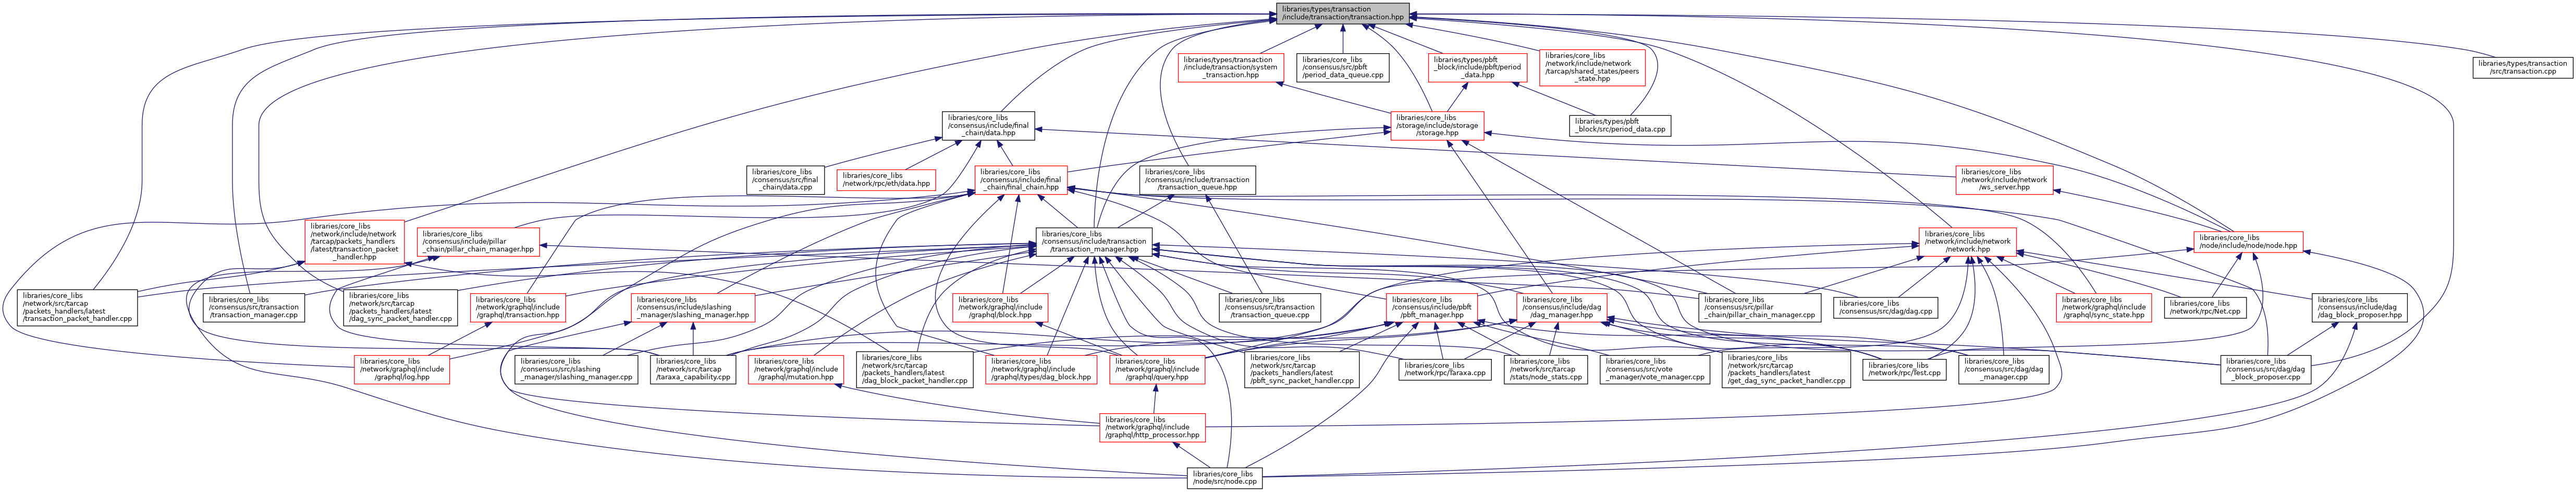 libraries/types/transaction
/include/transaction/transaction.hpp
libraries/types/transaction
/include/transaction/system
_transaction.hpp
libraries/core_libs
/consensus/src/pbft
/period_data_queue.cpp
libraries/types/pbft
_block/include/pbft/period
_data.hpp
libraries/core_libs
/network/include/network
/tarcap/shared_states/peers
_state.hpp
libraries/types/transaction
/src/transaction.cpp
libraries/core_libs
/consensus/include/final
_chain/data.hpp
libraries/core_libs
/storage/include/storage
/storage.hpp
libraries/types/pbft
_block/src/period_data.cpp
libraries/core_libs
/consensus/src/final
_chain/data.cpp
libraries/core_libs
/network/rpc/eth/data.hpp
libraries/core_libs
/consensus/include/final
_chain/final_chain.hpp
libraries/core_libs
/consensus/include/transaction
/transaction_queue.hpp
libraries/core_libs
/network/include/network
/ws_server.hpp
libraries/core_libs
/network/include/network
/tarcap/packets_handlers
/latest/transaction_packet
_handler.hpp
libraries/core_libs
/consensus/include/pillar
_chain/pillar_chain_manager.hpp
libraries/core_libs
/consensus/include/transaction
/transaction_manager.hpp
libraries/core_libs
/network/include/network
/network.hpp
libraries/core_libs
/node/include/node/node.hpp
libraries/core_libs
/network/src/tarcap
/packets_handlers/latest
/transaction_packet_handler.cpp
libraries/core_libs
/consensus/src/transaction
/transaction_manager.cpp
libraries/core_libs
/network/src/tarcap
/packets_handlers/latest
/dag_sync_packet_handler.cpp
libraries/core_libs
/network/graphql/include
/graphql/transaction.hpp
libraries/core_libs
/consensus/include/slashing
_manager/slashing_manager.hpp
libraries/core_libs
/network/graphql/include
/graphql/block.hpp
libraries/core_libs
/consensus/src/transaction
/transaction_queue.cpp
libraries/core_libs
/consensus/include/pbft
/pbft_manager.hpp
libraries/core_libs
/consensus/include/dag
/dag_manager.hpp
libraries/core_libs
/consensus/src/pillar
_chain/pillar_chain_manager.cpp
libraries/core_libs
/consensus/src/dag/dag.cpp
libraries/core_libs
/network/graphql/include
/graphql/sync_state.hpp
libraries/core_libs
/network/rpc/Net.cpp
libraries/core_libs
/consensus/include/dag
/dag_block_proposer.hpp
libraries/core_libs
/network/graphql/include
/graphql/log.hpp
libraries/core_libs
/consensus/src/slashing
_manager/slashing_manager.cpp
libraries/core_libs
/network/src/tarcap
/taraxa_capability.cpp
libraries/core_libs
/network/graphql/include
/graphql/mutation.hpp
libraries/core_libs
/network/src/tarcap
/packets_handlers/latest
/dag_block_packet_handler.cpp
libraries/core_libs
/network/graphql/include
/graphql/types/dag_block.hpp
libraries/core_libs
/network/graphql/include
/graphql/query.hpp
libraries/core_libs
/network/src/tarcap
/packets_handlers/latest
/pbft_sync_packet_handler.cpp
libraries/core_libs
/network/rpc/Taraxa.cpp
libraries/core_libs
/network/src/tarcap
/stats/node_stats.cpp
libraries/core_libs
/consensus/src/vote
_manager/vote_manager.cpp
libraries/core_libs
/network/src/tarcap
/packets_handlers/latest
/get_dag_sync_packet_handler.cpp
libraries/core_libs
/network/rpc/Test.cpp
libraries/core_libs
/consensus/src/dag/dag
_manager.cpp
libraries/core_libs
/consensus/src/dag/dag
_block_proposer.cpp
libraries/core_libs
/network/graphql/include
/graphql/http_processor.hpp
libraries/core_libs
/node/src/node.cpp